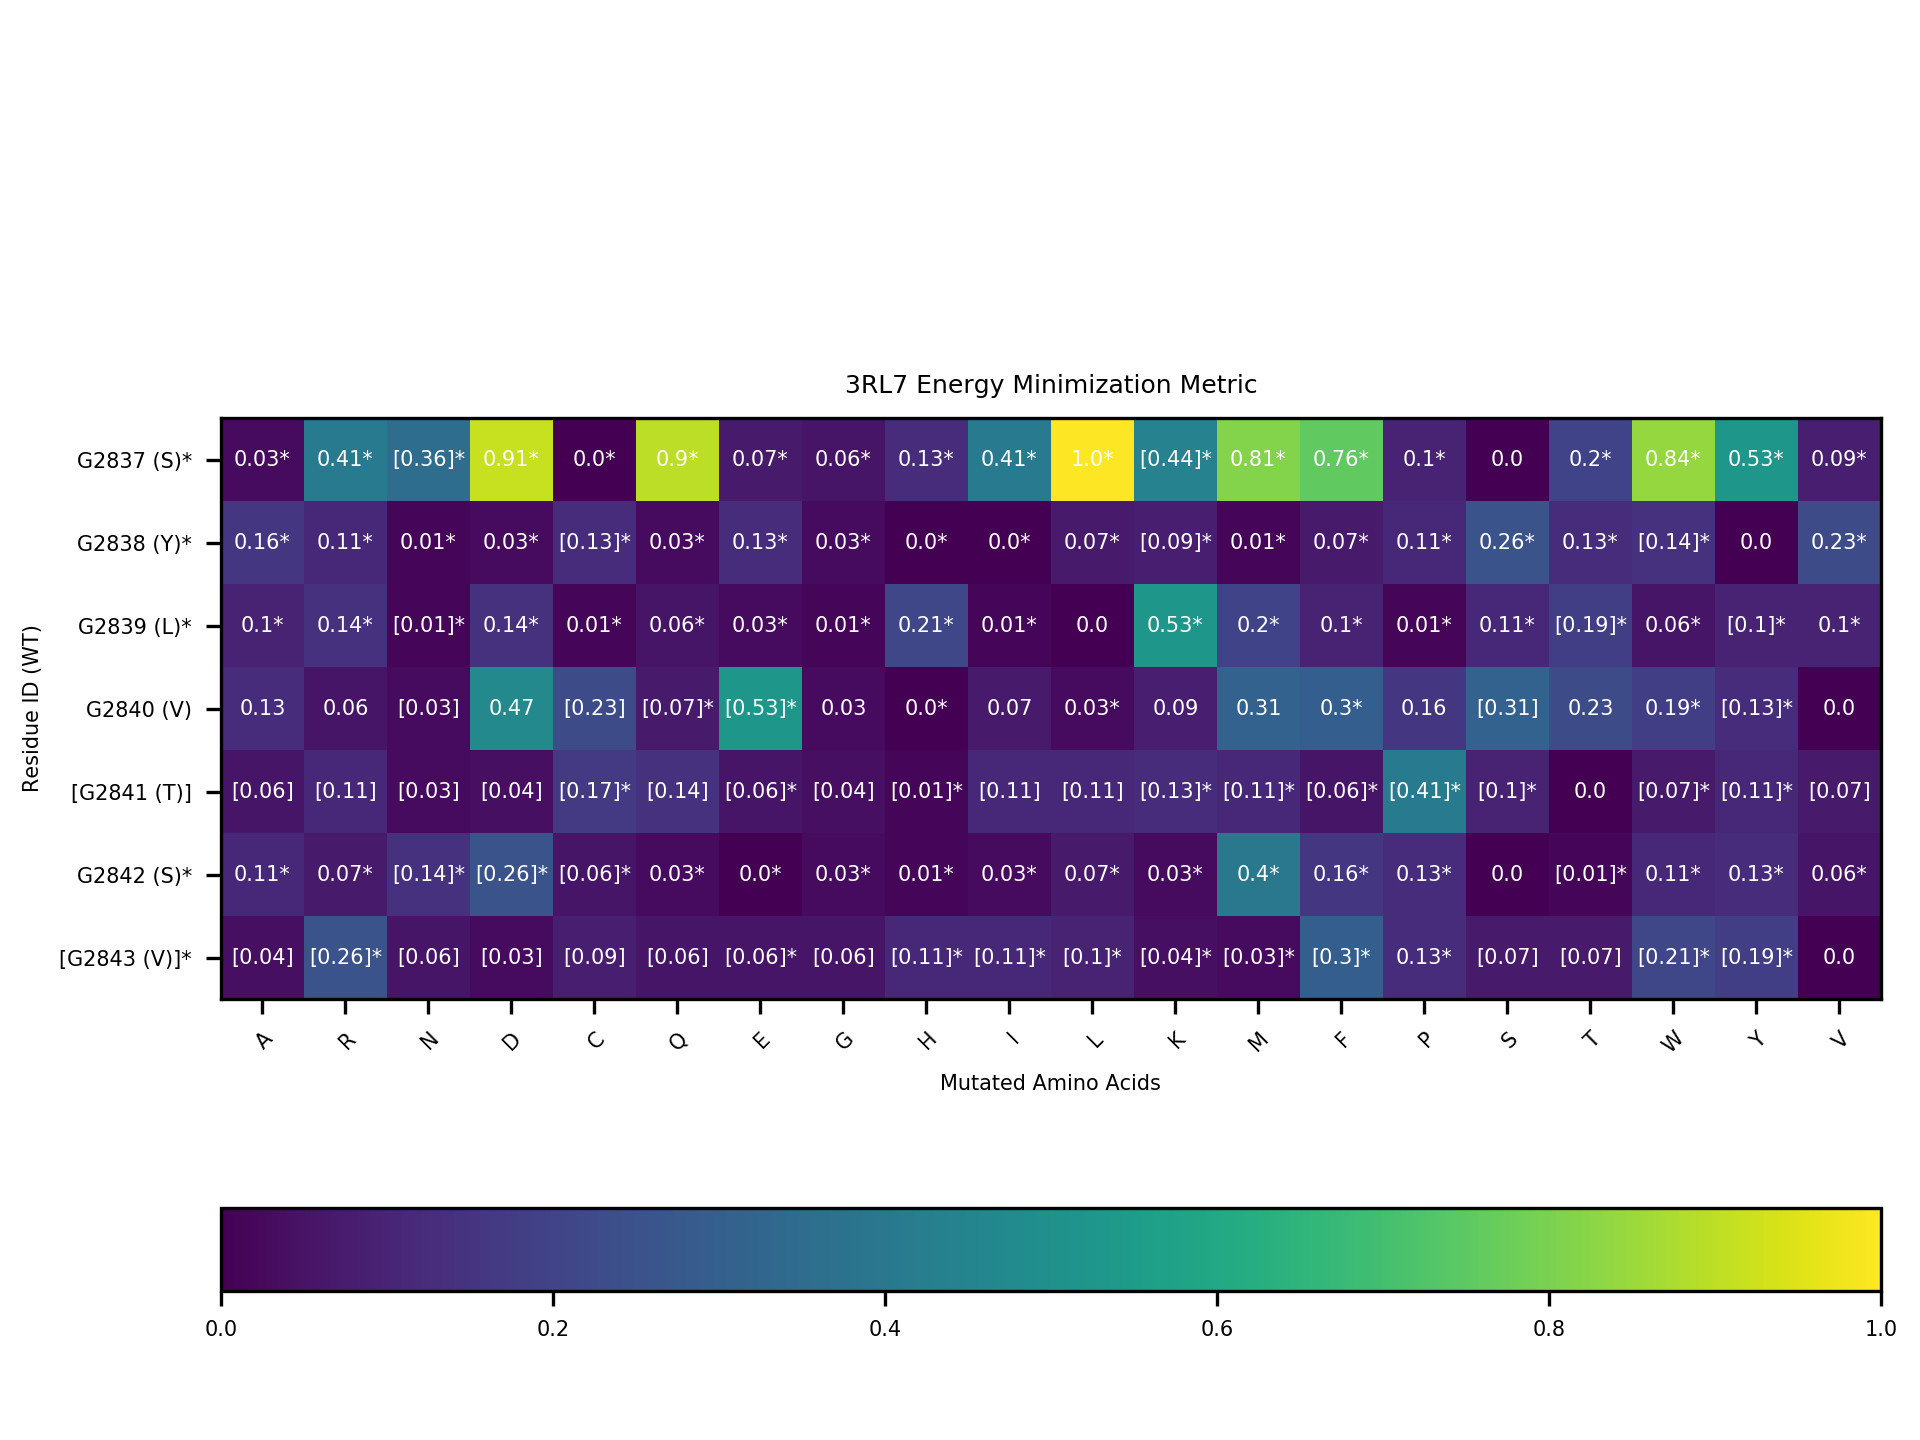 3RL7 Energy Minimization Metric
Residue ID (WT)
G2837 (S)* 0.03* 0.41* [0.36]* 0.91* 0.0* 0.9* 0.07* 0.06* 0.13* 0.41* 1.0* [0.44]* 0.81* 0.76* 0.1* 0.0 0.2* 0.84* 0.53* 0.09*
G2838 (Y)* 0.16* 0.11* 0.01* 0.03* [0.13]* 0.03* 0.13* 0.03* 0.0* 0.0* 0.07* [0.09]* 0.01* 0.07* 0.11* 0.26* 0.13* [0.14]* 0.0 0.23*
G2839 (L)* 0.1* 0.14* [0.01]* 0.14* 0.01* 0.06* 0.03* 0.01* 0.21* 0.01* 0.0 0.53* 0.2* 0.1* 0.01* 0.11* [0.19]* 0.06* [0.1]* 0.1*
G2840 (V) 0.13 0.06 [0.03] 0.47 [0.23] [0.07]* [0.53]* 0.03 0.0* 0.07 0.03* 0.09 0.31 0.3* 0.16 [0.31] 0.23 0.19* [0.13]* 0.0
[G2841 (T)] [0.06] [0.11] [0.03] [0.04] [0.17]* [0.14] [0.06]* [0.04] [0.01]* [0.11] [0.11] [0.13]* [0.11]* [0.06]* [0.41]* [0.1]* 0.0 [0.07]* [0.11]* [0.07]
G2842 (S)* 0.11* 0.07* [0.14]* [0.26]* [0.06]* 0.03* 0.0* 0.03* 0.01* 0.03* 0.07* 0.03* 0.4* 0.16* 0.13* 0.0 [0.01]* 0.11* 0.13* 0.06*
[G2843 (V)]* [0.04] [0.26]* [0.06] [0.03] [0.09] [0.06] [0.06]* [0.06] [0.11]* [0.11]* [0.1]* [0.04]* [0.03]* [0.3]* 0.13* [0.07] [0.07] [0.21]* [0.19]* 0.0
A R N D C Q E G H I L K M F P S T W Y V
Mutated Amino Acids
0.0 0.2 0.4 0.6 0.8 1.0